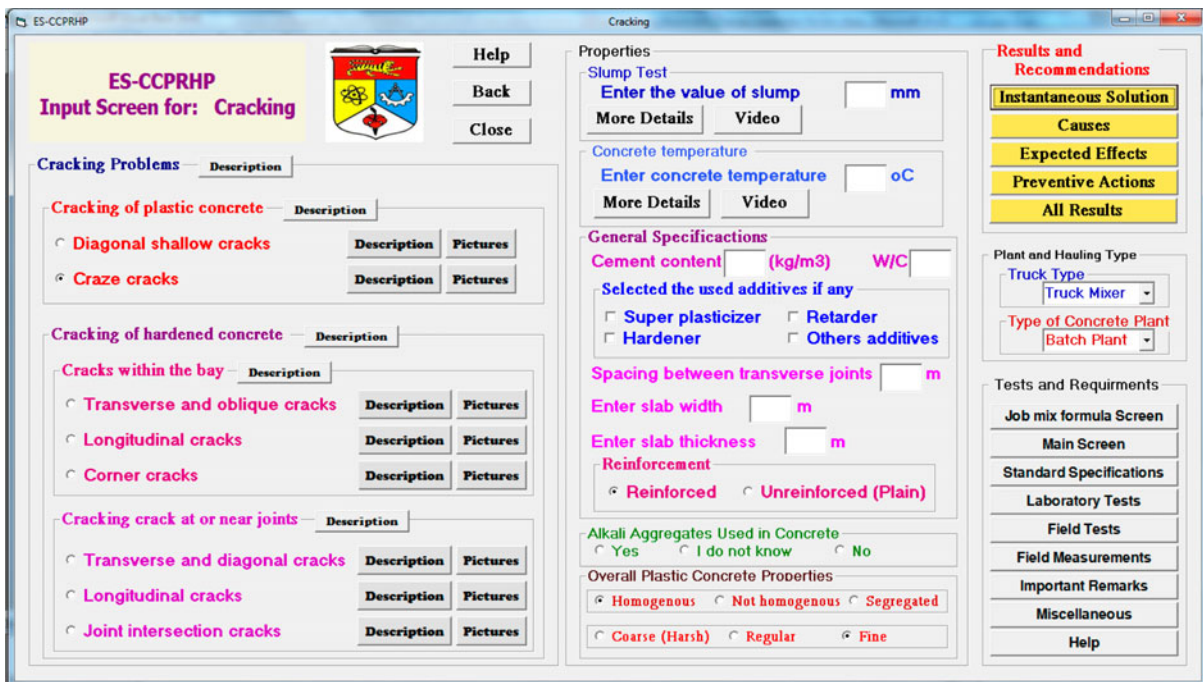 ES-CCPRHP
Cracking
ES-CCPRHP
Input Screen for: Cracking
Help
Back
Close
Cracking Problems
Description
Cracking of plastic concrete
Description
Diagonal shallow cracks
Description
Pictures
Craze cracks
Description
Pictures
Cracking of hardened concrete
Description
Cracks within the bay
Description
Transverse and oblique cracks
Description
Pictures
Longitudinal cracks
Description
Pictures
Corner cracks
Description
Pictures
Cracking crack at or near joints
Description
Transverse and diagonal cracks
Description
Pictures
Longitudinal cracks
Description
Pictures
Joint intersection cracks
Description
Pictures
Properties
Slump Test
Enter the value of slump mm
More Details
Video
Concrete temperature
Enter concrete temperature oC
More Details
Video
General Specificactions
Cement content (kg/m3) W/C
Selected the used additives if any
Super plasticizer
Retarder
Hardener
Others additives
Spacing between transverse joints m
Enter slab width m
Enter slab thickness m
Reinforcement
Reinforced
Unreinforced (Plain)
Alkali Aggregates Used in Concrete
Yes
I do not know
No
Overall Plastic Concrete Properties
Homogenous
Not homogenous
Segregated
Coarse (Harsh)
Regular
Fine
Results and
Recommendations
Instantaneous Solution
Causes
Expected Effects
Preventive Actions
All Results
Plant and Hauling Type
Truck Type
Truck Mixer
Type of Concrete Plant
Batch Plant
Tests and Requirments
Job mix formula Screen
Main Screen
Standard Specifications
Laboratory Tests
Field Tests
Field Measurements
Important Remarks
Miscellaneous
Help